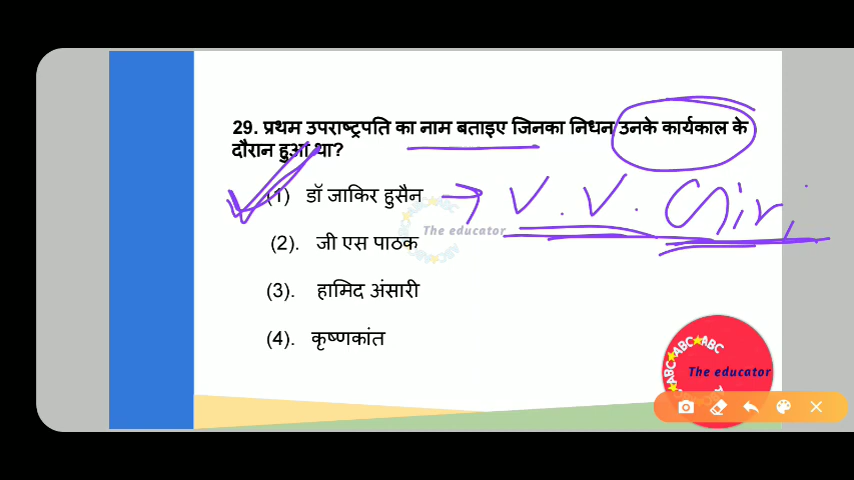 29. प्रथम उपराष्ट्रपति का नाम बताइए जिनका निधन उनके कार्यकाल के
दौरान हुआ था?
(1) डॉ जाकिर हुसैन → V. V. Giri
The educator
(2). जी एस पाठक
(3). हामिद अंसारी
(4). कृष्णकांत
ABC ABC ABC
The educator